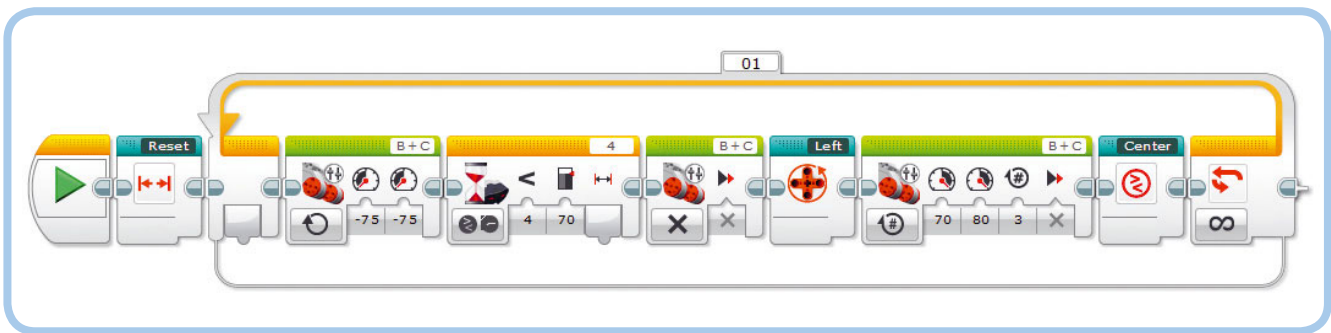 01
Reset
B+C
4
B+C
Left
B+C
Center
-75 -75
< 4 70
#
# 70 80 3
∞